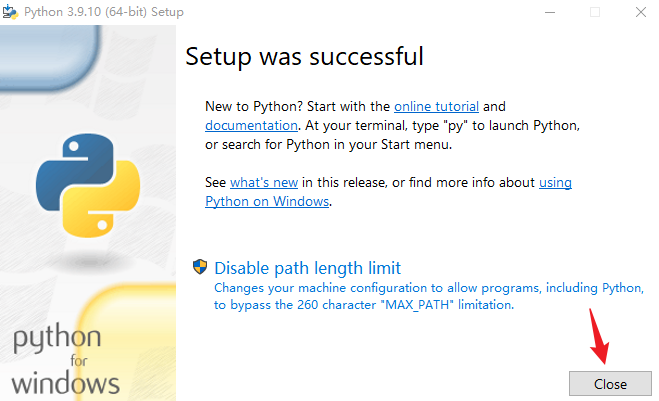 Python 3.9.10 (64-bit) Setup
Setup was successful
New to Python? Start with the online tutorial and
documentation. At your terminal, type "py" to launch Python,
or search for Python in your Start menu.
See what's new in this release, or find more info about using
Python on Windows.
Disable path length limit
Changes your machine configuration to allow programs, including Python,
to bypass the 260 character "MAX_PATH" limitation.
python
for
windows
Close